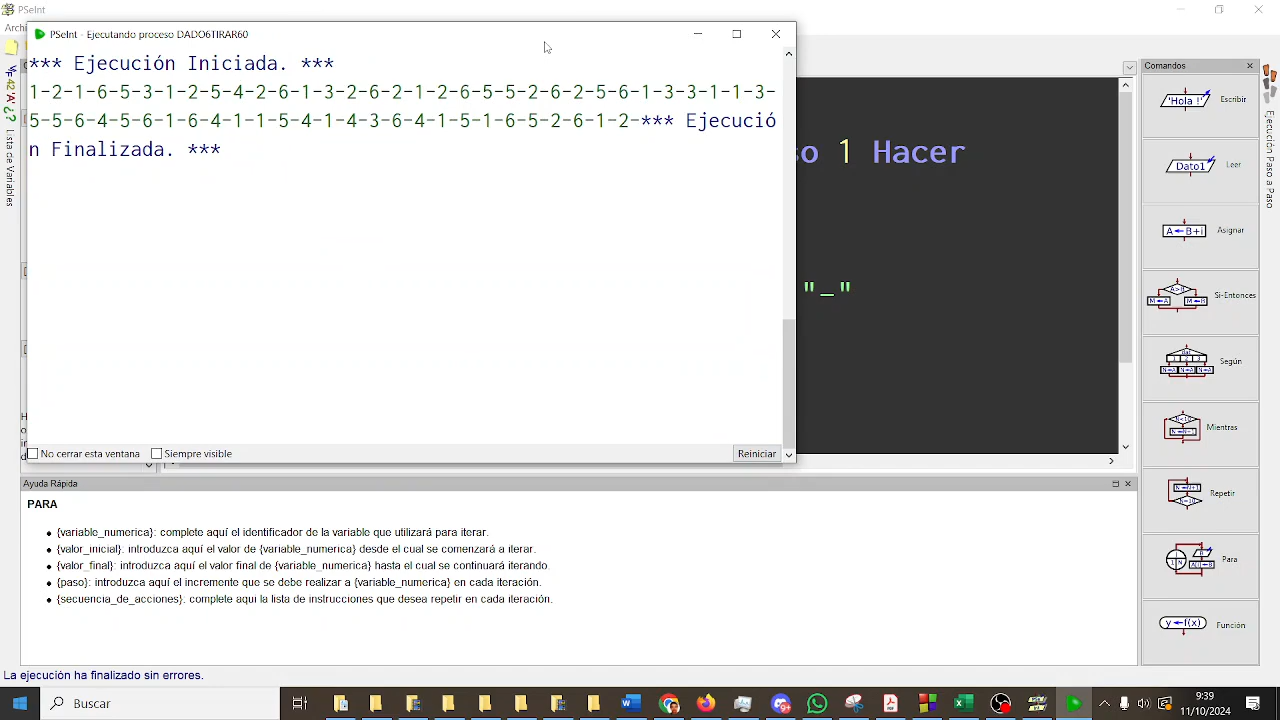 PSeInt
Archi
PSeInt - Ejecutando proceso DADO6TIRAR60
*** Ejecución Iniciada. ***
1-2-1-6-5-3-1-2-5-4-2-6-1-3-2-6-2-1-2-6-5-5-2-6-2-5-6-1-3-3-1-1-3-
5-5-6-4-5-6-1-6-4-1-1-5-4-1-4-3-6-4-1-5-1-6-5-2-6-1-2-*** Ejecució
n Finalizada. ***
No cerrar esta ventana
Siempre visible
Reiniciar
so 1 Hacer
"_"
Lista de Variables
Comandos
'Hola !'
Escribir
Dato1
Leer
A←B+i
Asignar
Si-Entonces
Según
Mientras
Repetir
Para
y←f(x)
Función
Ejecución Paso a Paso
Ayuda Rápida
PARA
{variable_numerica}: complete aquí el identificador de la variable que utilizará para iterar.
{valor_inicial}: introduzca aquí el valor de {variable_numerica} desde el cual se comenzará a iterar.
{valor_final}: introduzca aquí el valor final de {variable_numerica} hasta el cual se continuará iterando.
{paso}: introduzca aquí el incremento que se debe realizar a {variable_numerica} en cada iteración.
{secuencia_de_acciones}: complete aquí la lista de instrucciones que desea repetir en cada iteración.
La ejecución ha finalizado sin errores.
Buscar
9:39
11/10/2024